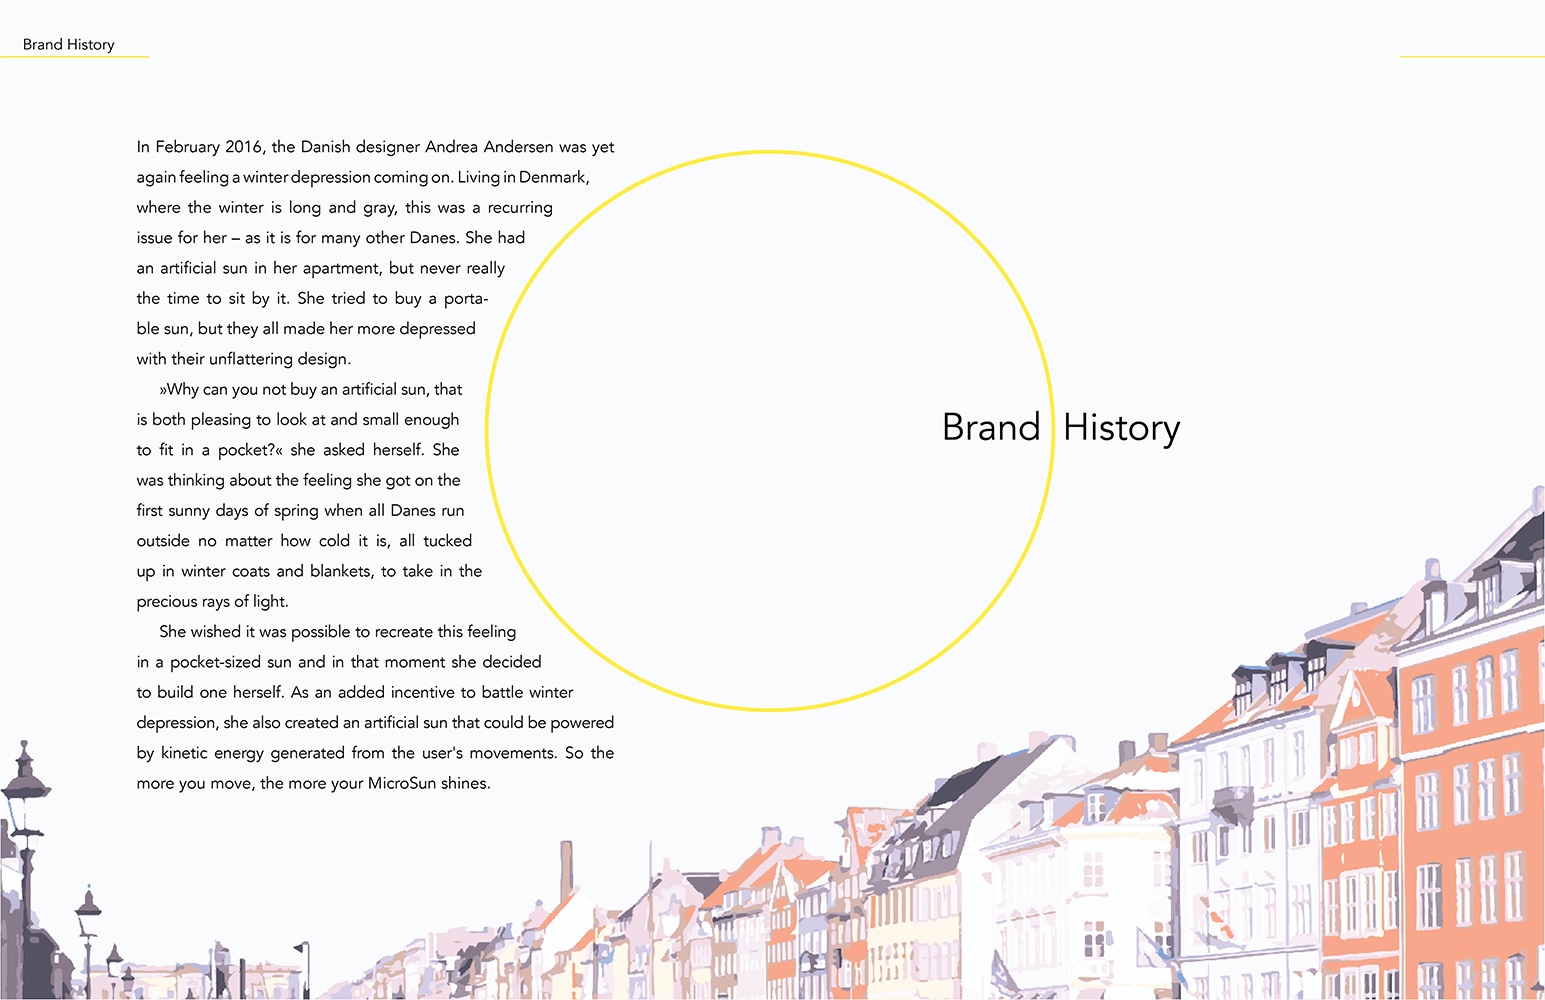 Brand History
In February 2016, the Danish designer Andrea Andersen was yet
again feeling a winter depression coming on. Living in Denmark,
where the winter is long and gray, this was a recurring
issue for her – as it is for many other Danes. She had
an artificial sun in her apartment, but never really
the time to sit by it. She tried to buy a porta-
ble sun, but they all made her more depressed
with their unflattering design.
»Why can you not buy an artificial sun, that
is both pleasing to look at and small enough
to fit in a pocket?« she asked herself. She
was thinking about the feeling she got on the
first sunny days of spring when all Danes run
outside no matter how cold it is, all tucked
up in winter coats and blankets, to take in the
precious rays of light.
She wished it was possible to recreate this feeling
in a pocket-sized sun and in that moment she decided
to build one herself. As an added incentive to battle winter
depression, she also created an artificial sun that could be powered
by kinetic energy generated from the user's movements. So the
more you move, the more your MicroSun shines.
Brand History